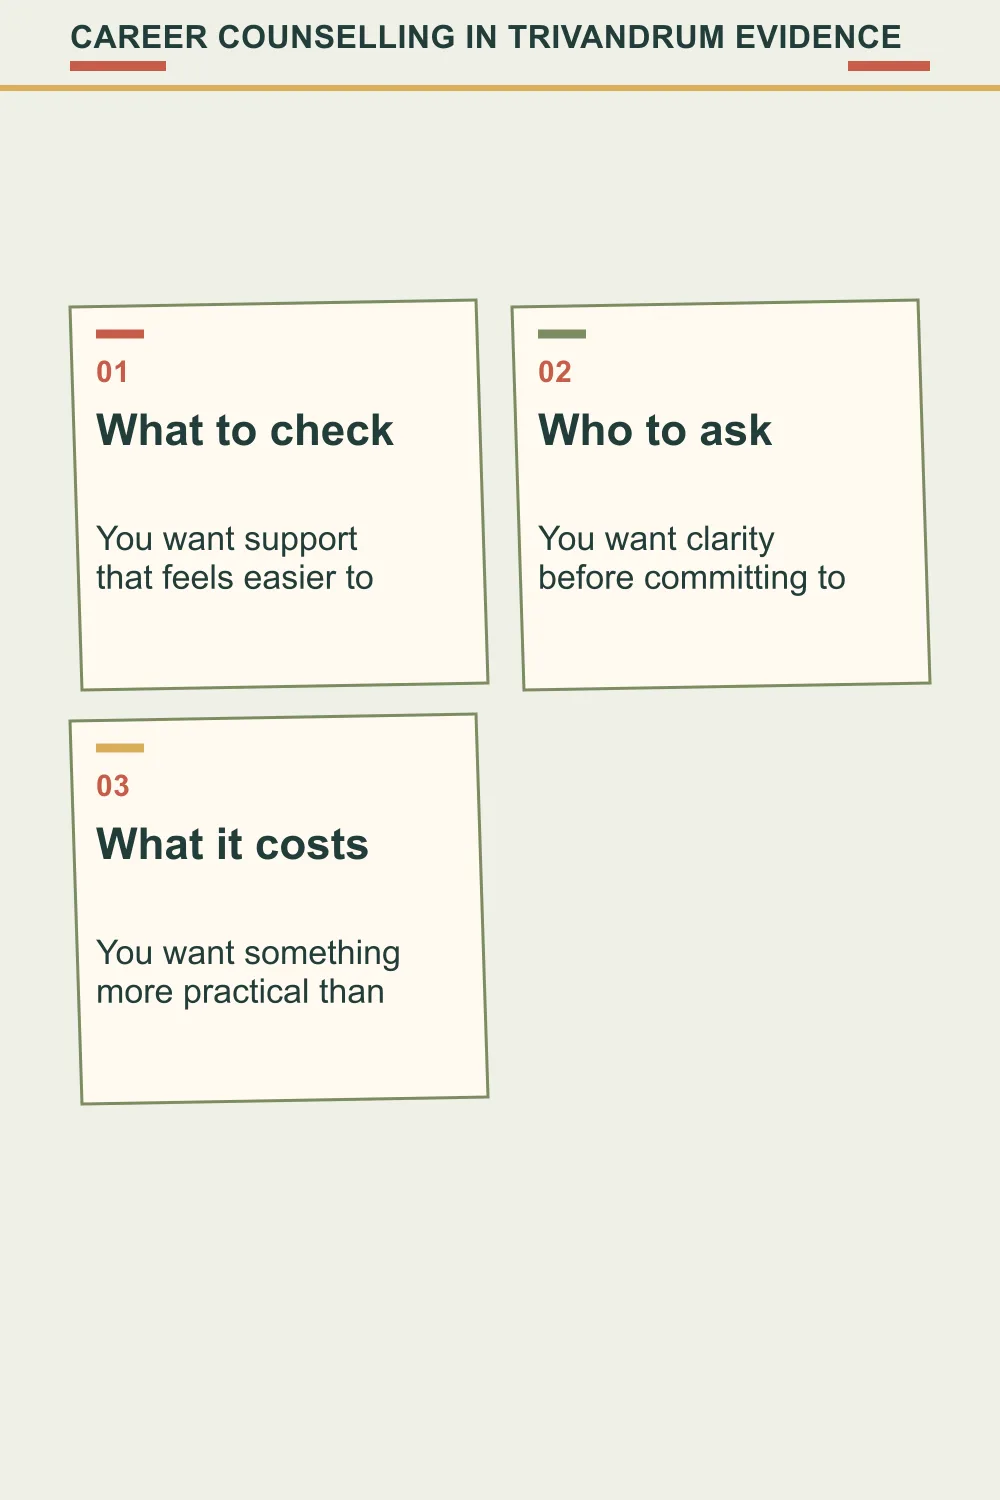 CAREER COUNSELLING IN TRIVANDRUM EVIDENCE
01
What to check
You want support
that feels easier to
02
Who to ask
You want clarity
before committing to
03
What it costs
You want something
more practical than